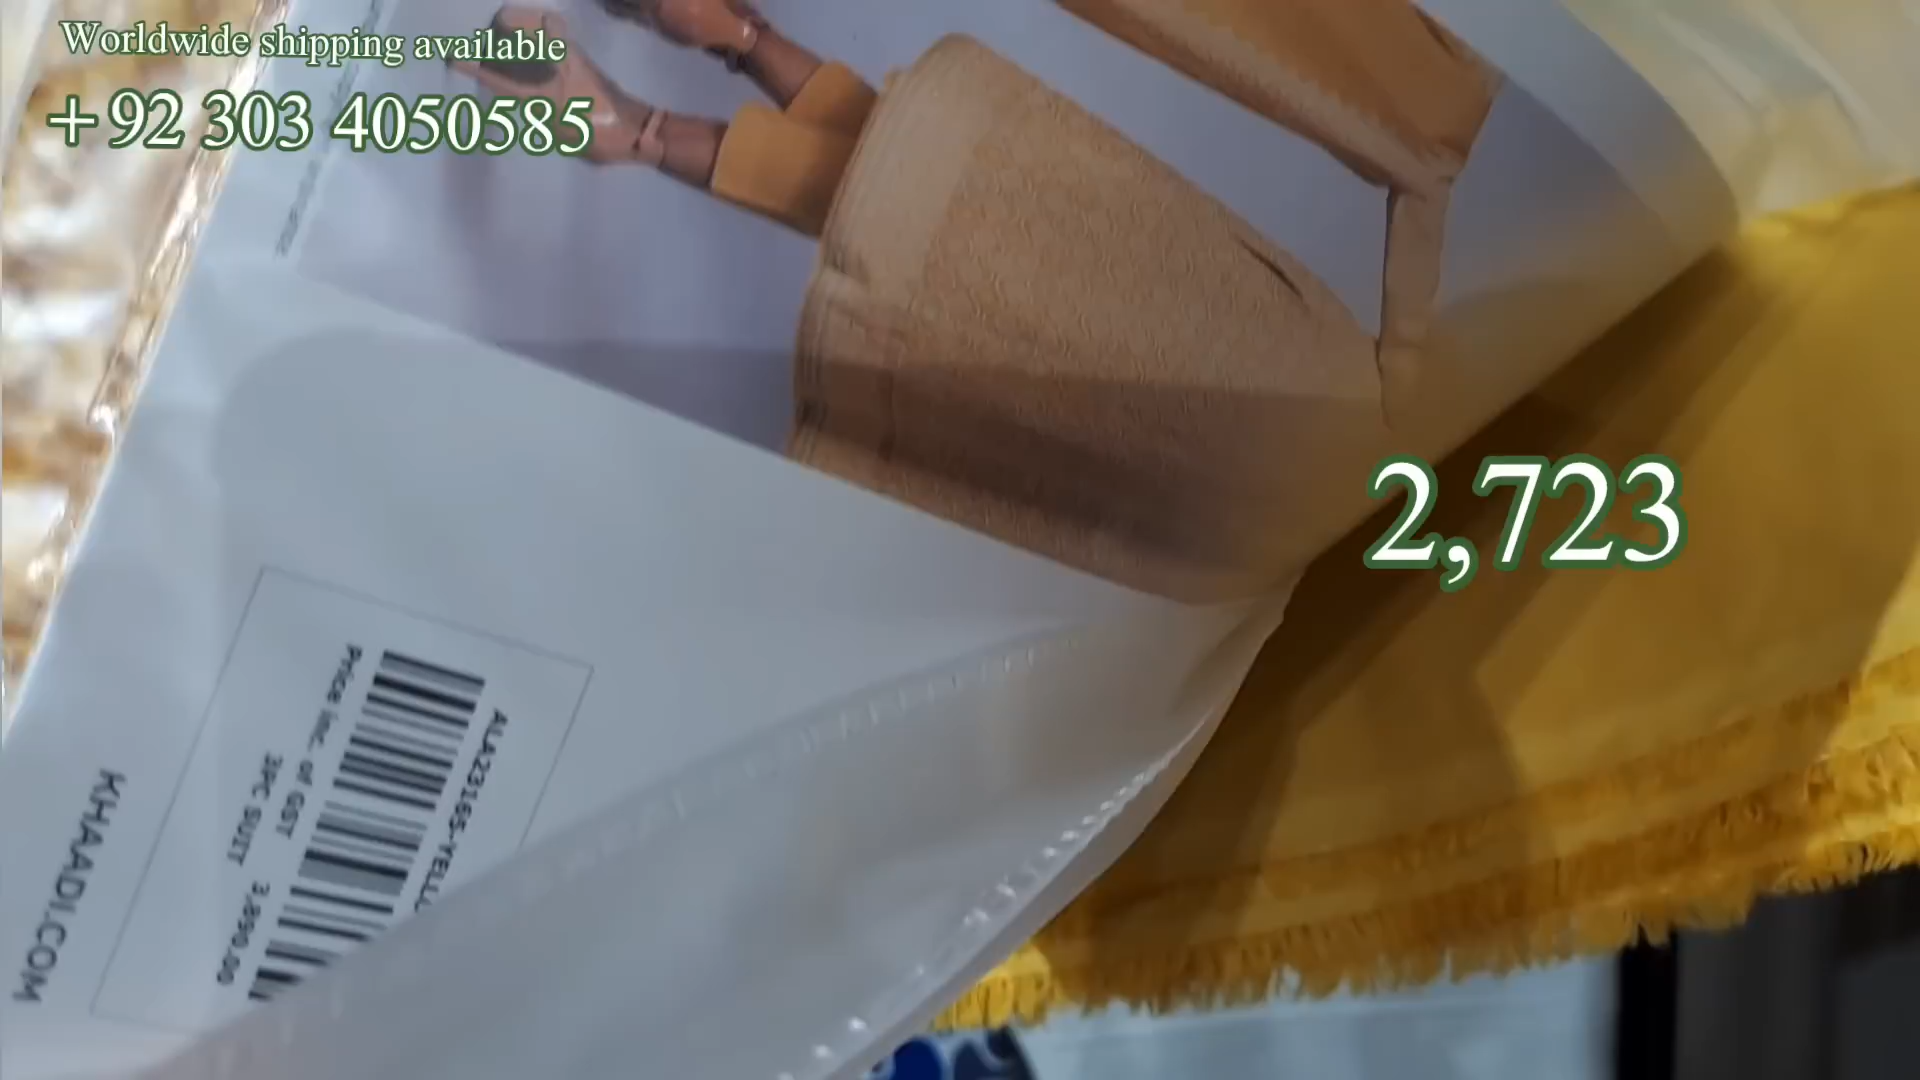 Worldwide shipping available
+92 303 4050585
2,723
ALA23165-YELL
Price inc. of GST
3PC SUIT 3,890.00
KHAADI.COM